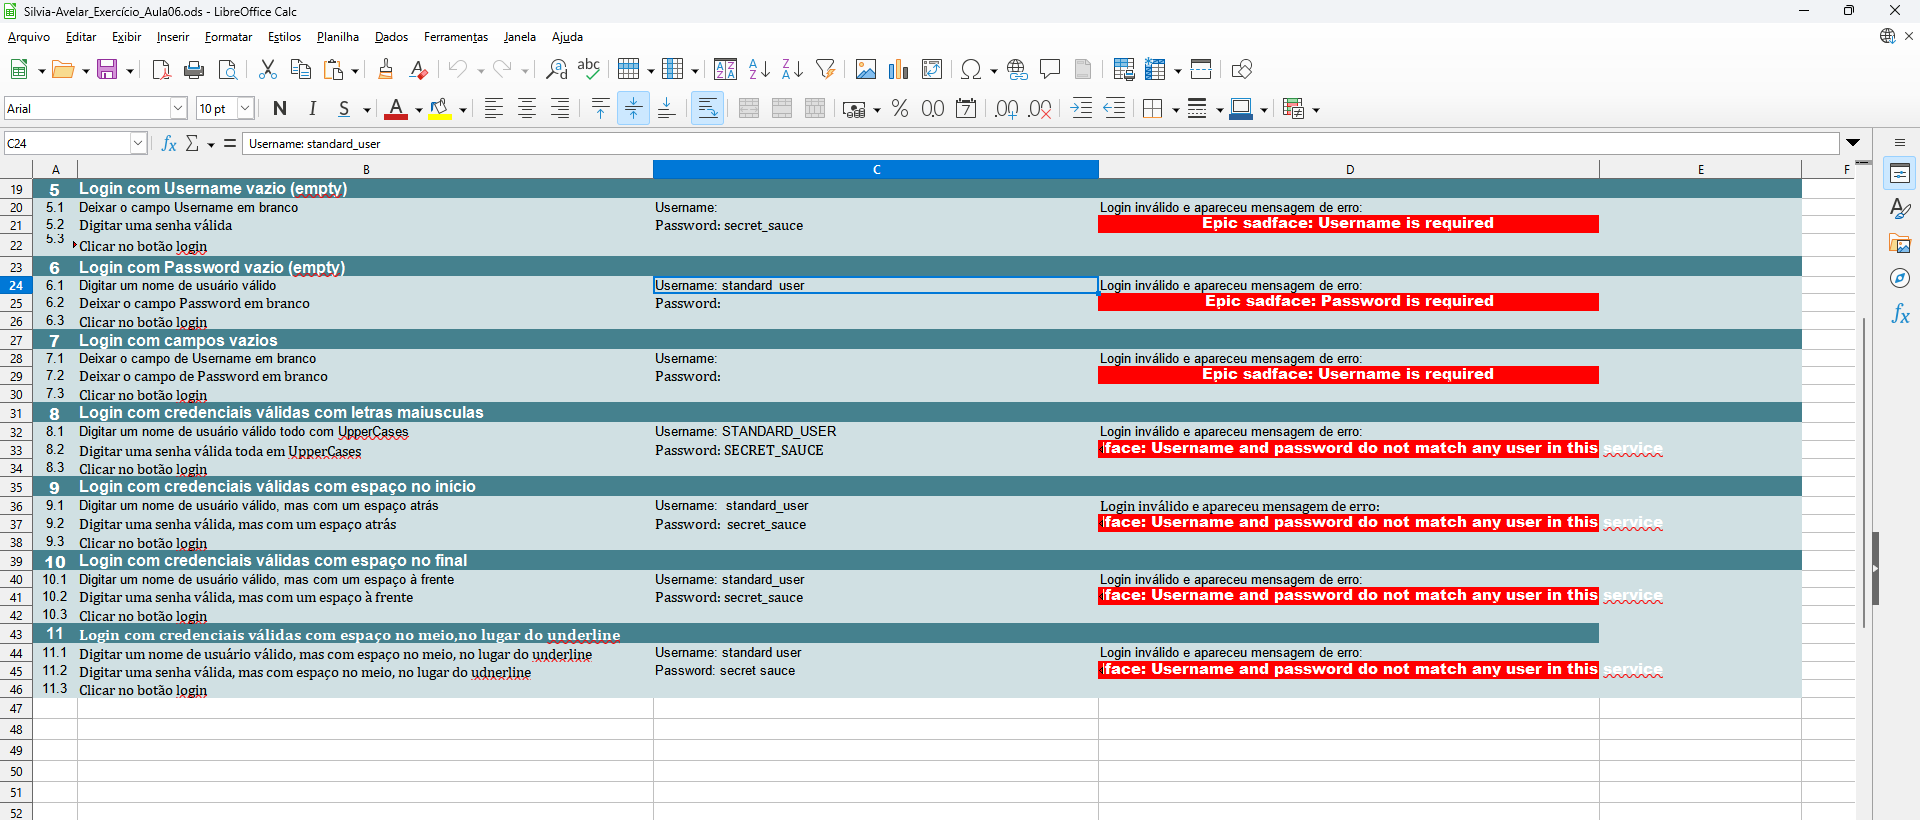 Silvia-Avelar_Exercício_Aula06.ods - LibreOffice Calc
Arquivo Editar Exibir Inserir Formatar Estilos Planilha Dados Ferramentas Janela Ajuda
Arial 10 pt N I S A
C24 Username: standard_user
A B C D E F
19 5 Login com Username vazio (empty)
20 5.1 Deixar o campo Username em branco Username: Login inválido e apareceu mensagem de erro:
21 5.2 Digitar uma senha válida Password: secret_sauce Epic sadface: Username is required
22 5.3 Clicar no botão login
23 6 Login com Password vazio (empty)
24 6.1 Digitar um nome de usuário válido Username: standard_user Login inválido e apareceu mensagem de erro:
25 6.2 Deixar o campo Password em branco Password: Epic sadface: Password is required
26 6.3 Clicar no botão login
27 7 Login com campos vazios
28 7.1 Deixar o campo de Username em branco Username: Login inválido e apareceu mensagem de erro:
29 7.2 Deixar o campo de Password em branco Password: Epic sadface: Username is required
30 7.3 Clicar no botão login
31 8 Login com credenciais válidas com letras maiusculas
32 8.1 Digitar um nome de usuário válido todo com UpperCases Username: STANDARD_USER Login inválido e apareceu mensagem de erro:
33 8.2 Digitar uma senha válida toda em UpperCases Password: SECRET_SAUCE face: Username and password do not match any user in this service
34 8.3 Clicar no botão login
35 9 Login com credenciais válidas com espaço no início
36 9.1 Digitar um nome de usuário válido, mas com um espaço atrás Username:  standard_user Login inválido e apareceu mensagem de erro:
37 9.2 Digitar uma senha válida, mas com um espaço atrás Password:  secret_sauce face: Username and password do not match any user in this service
38 9.3 Clicar no botão login
39 10 Login com credenciais válidas com espaço no final
40 10.1 Digitar um nome de usuário válido, mas com um espaço à frente Username: standard_user Login inválido e apareceu mensagem de erro:
41 10.2 Digitar uma senha válida, mas com um espaço à frente Password: secret_sauce face: Username and password do not match any user in this service
42 10.3 Clicar no botão login
43 11 Login com credenciais válidas com espaço no meio,no lugar do underline
44 11.1 Digitar um nome de usuário válido, mas com espaço no meio, no lugar do underline Username: standard user Login inválido e apareceu mensagem de erro:
45 11.2 Digitar uma senha válida, mas com espaço no meio, no lugar do udnerline Password: secret sauce face: Username and password do not match any user in this service
46 11.3 Clicar no botão login
47
48
49
50
51
52